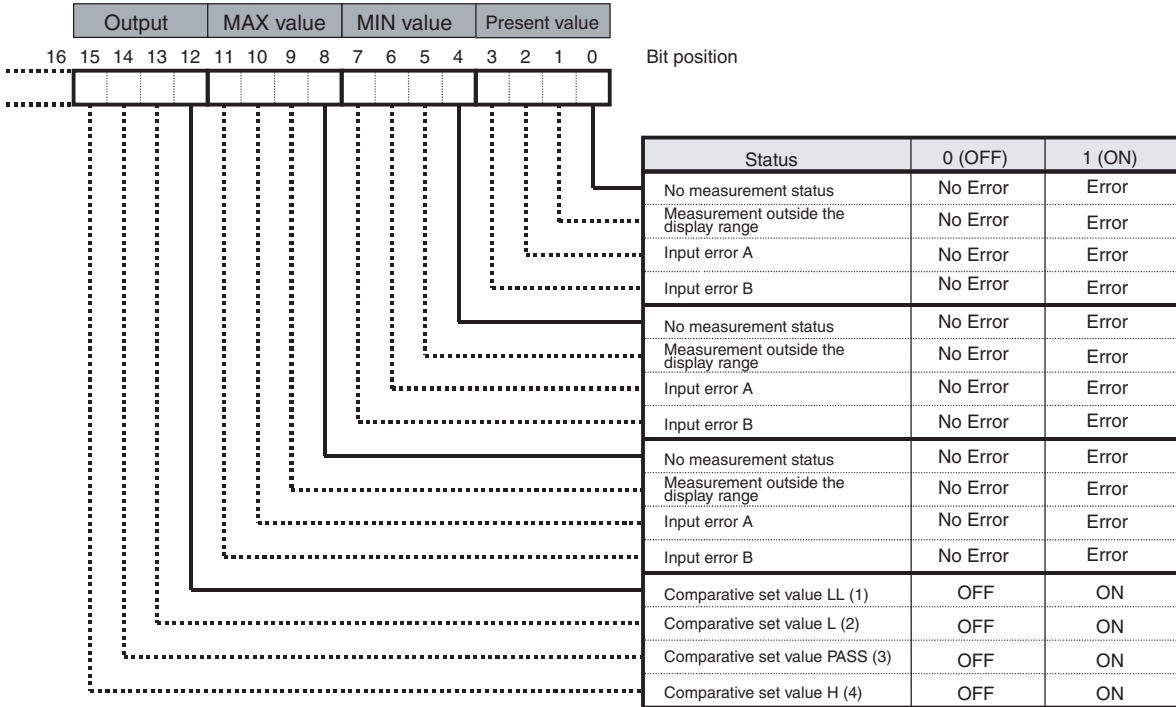 Output MAX value MIN value Present value
16 15 14 13 12 11 10 9 8 7 6 5 4 3 2 1 0 Bit position
Status 0 (OFF) 1 (ON)
No measurement status No Error Error
Measurement outside the
display range No Error Error
Input error A No Error Error
Input error B No Error Error
No measurement status No Error Error
Measurement outside the
display range No Error Error
Input error A No Error Error
Input error B No Error Error
No measurement status No Error Error
Measurement outside the
display range No Error Error
Input error A No Error Error
Input error B No Error Error
Comparative set value LL (1) OFF ON
Comparative set value L (2) OFF ON
Comparative set value PASS (3) OFF ON
Comparative set value H (4) OFF ON